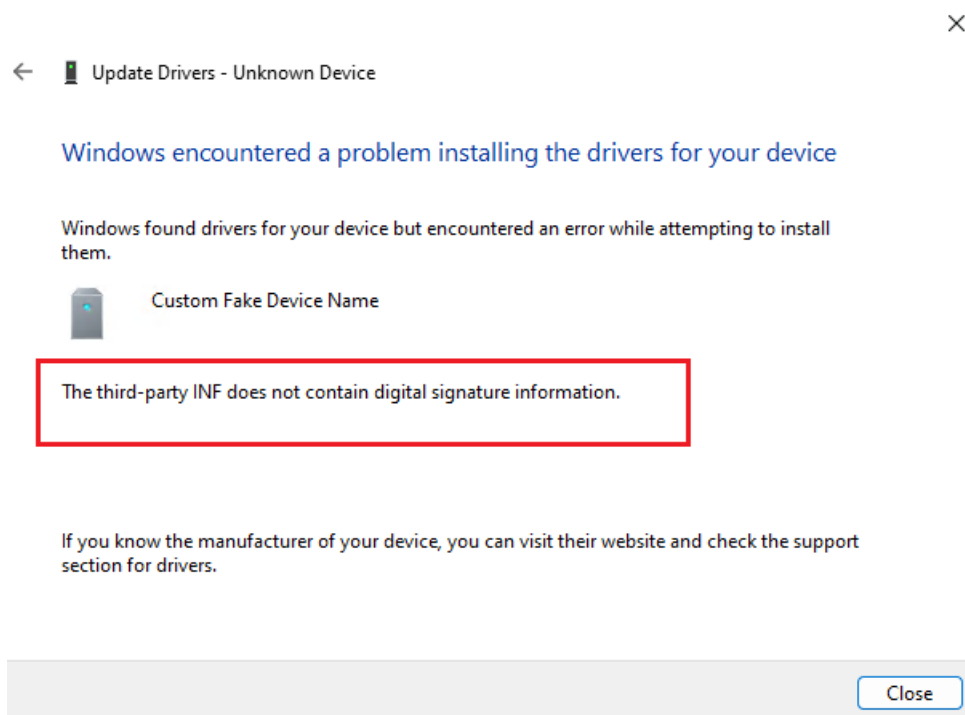 Update Drivers - Unknown Device
Windows encountered a problem installing the drivers for your device
Windows found drivers for your device but encountered an error while attempting to install
them.
Custom Fake Device Name
The third-party INF does not contain digital signature information.
If you know the manufacturer of your device, you can visit their website and check the support
section for drivers.
Close